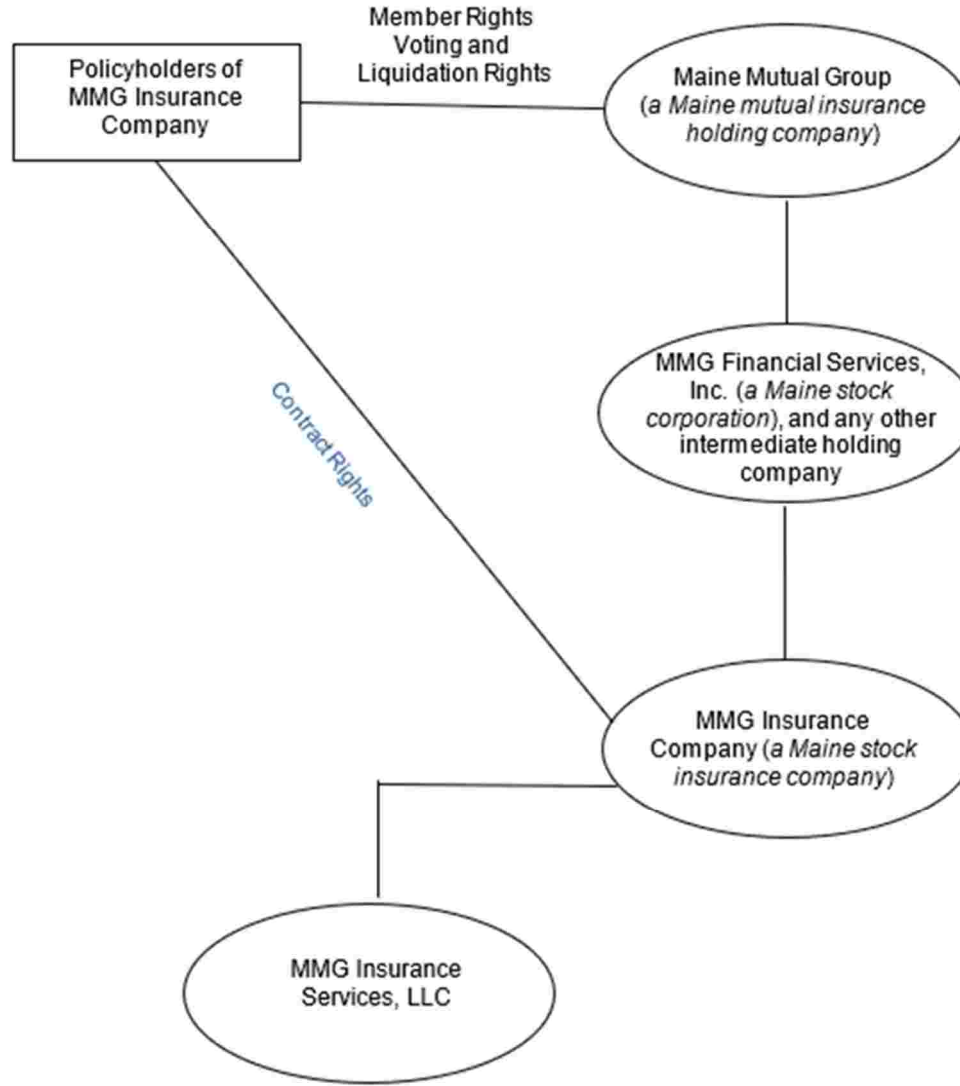 Member Rights
Voting and
Liquidation Rights
Policyholders of
MMG Insurance
Company
Maine Mutual Group
(a Maine mutual insurance
holding company)
MMG Financial Services,
Inc. (a Maine stock
corporation), and any other
intermediate holding
company
Contract Rights
MMG Insurance
Company (a Maine stock
insurance company)
MMG Insurance
Services, LLC